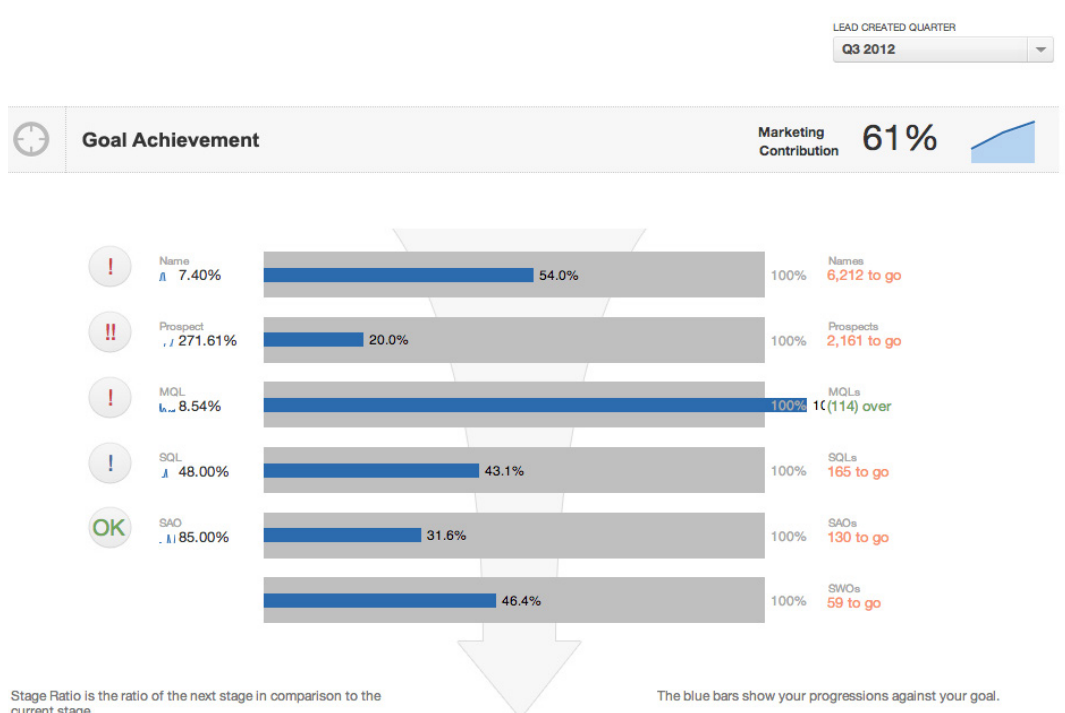 LEAD CREATED QUARTER
Q3 2012
Goal Achievement
Marketing
Contribution
61%
!
Name
7.40%
54.0%
100%
Names
6,212 to go
!!
Prospect
271.61%
20.0%
100%
Prospects
2,161 to go
!
MQL
8.54%
100%
MQLs
(114) over
!
SQL
48.00%
43.1%
100%
SQLs
165 to go
OK
SAO
85.00%
31.6%
100%
SAOs
130 to go
46.4%
100%
SWOs
59 to go
Stage Ratio is the ratio of the next stage in comparison to the
current stage
The blue bars show your progressions against your goal.